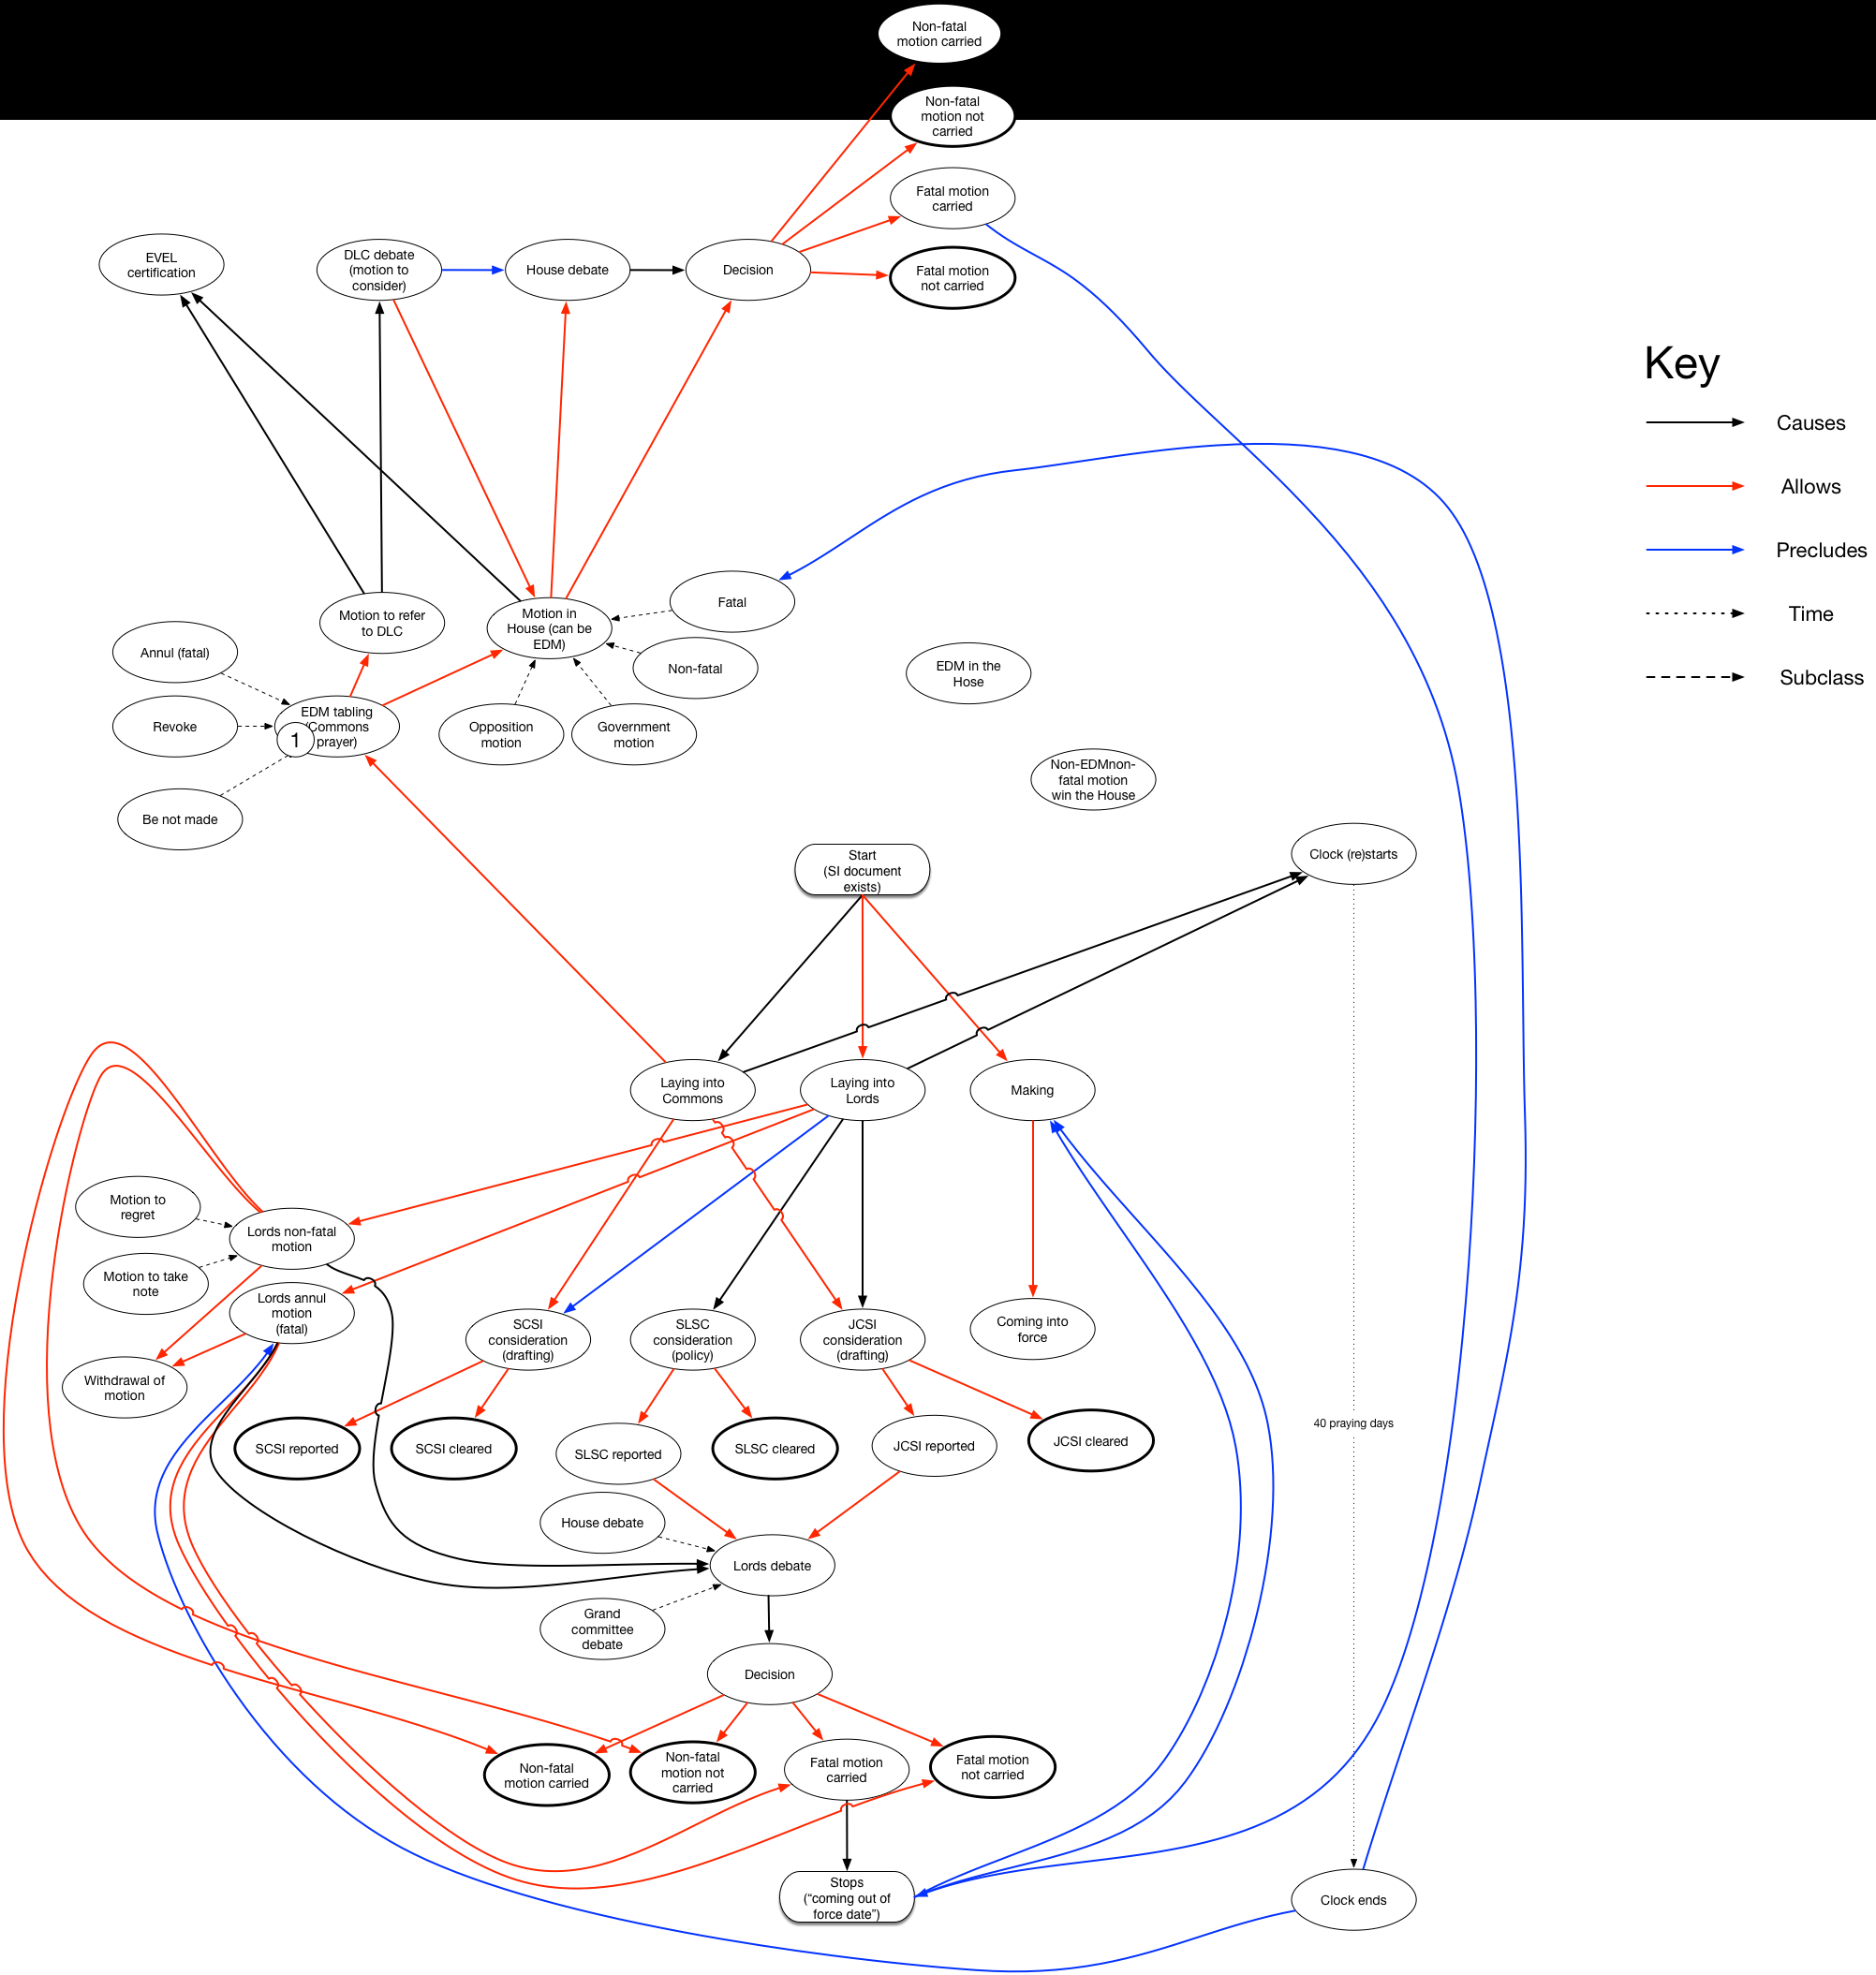 Non-fatal
motion carried
Non-fatal
motion not
carried
Fatal motion
carried
EVEL
certification
DLC debate
(motion to
consider)
House debate
Decision
Fatal motion
not carried
Key
Causes
Allows
Precludes
Time
Subclass
Fatal
Motion to refer
to DLC
Motion in
House (can be
EDM)
Annul (fatal)
Non-fatal
EDM in the
Hose
Revoke
EDM tabling
(Commons
prayer)
1
Opposition
motion
Government
motion
Non-EDMnon-
fatal motion
win the House
Be not made
Start
(SI document
exists)
Clock (re)starts
Laying into
Commons
Laying into
Lords
Making
Motion to
regret
Lords non-fatal
motion
Motion to take
note
Lords annul
motion
(fatal)
SCSI
consideration
(drafting)
SLSC
consideration
(policy)
JCSI
consideration
(drafting)
Coming into
force
Withdrawal of
motion
40 praying days
SCSI reported
SCSI cleared
SLSC reported
SLSC cleared
JCSI reported
JCSI cleared
House debate
Lords debate
Grand
committee
debate
Decision
Non-fatal
motion carried
Non-fatal
motion not
carried
Fatal motion
carried
Fatal motion
not carried
Stops
(“coming out of
force date”)
Clock ends